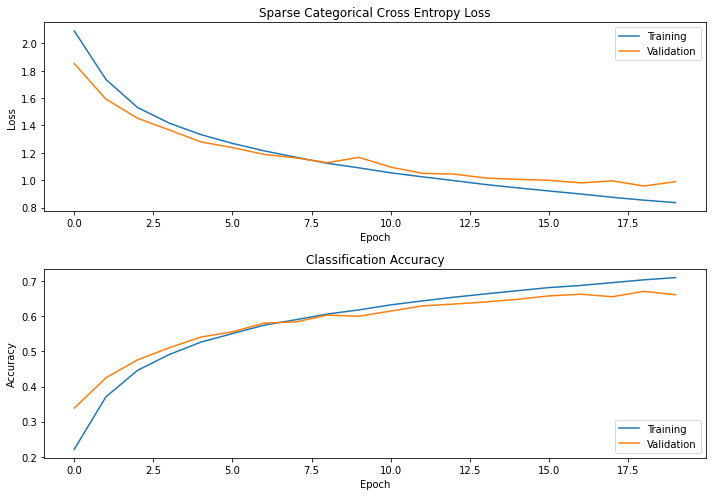 Sparse Categorical Cross Entropy Loss
Training
Validation
2.0
1.8
1.6
1.4
1.2
1.0
0.8
Loss
0.0 2.5 5.0 7.5 10.0 12.5 15.0 17.5
Epoch
Classification Accuracy
0.7
0.6
0.5
0.4
0.3
0.2
Accuracy
Training
Validation
0.0 2.5 5.0 7.5 10.0 12.5 15.0 17.5
Epoch